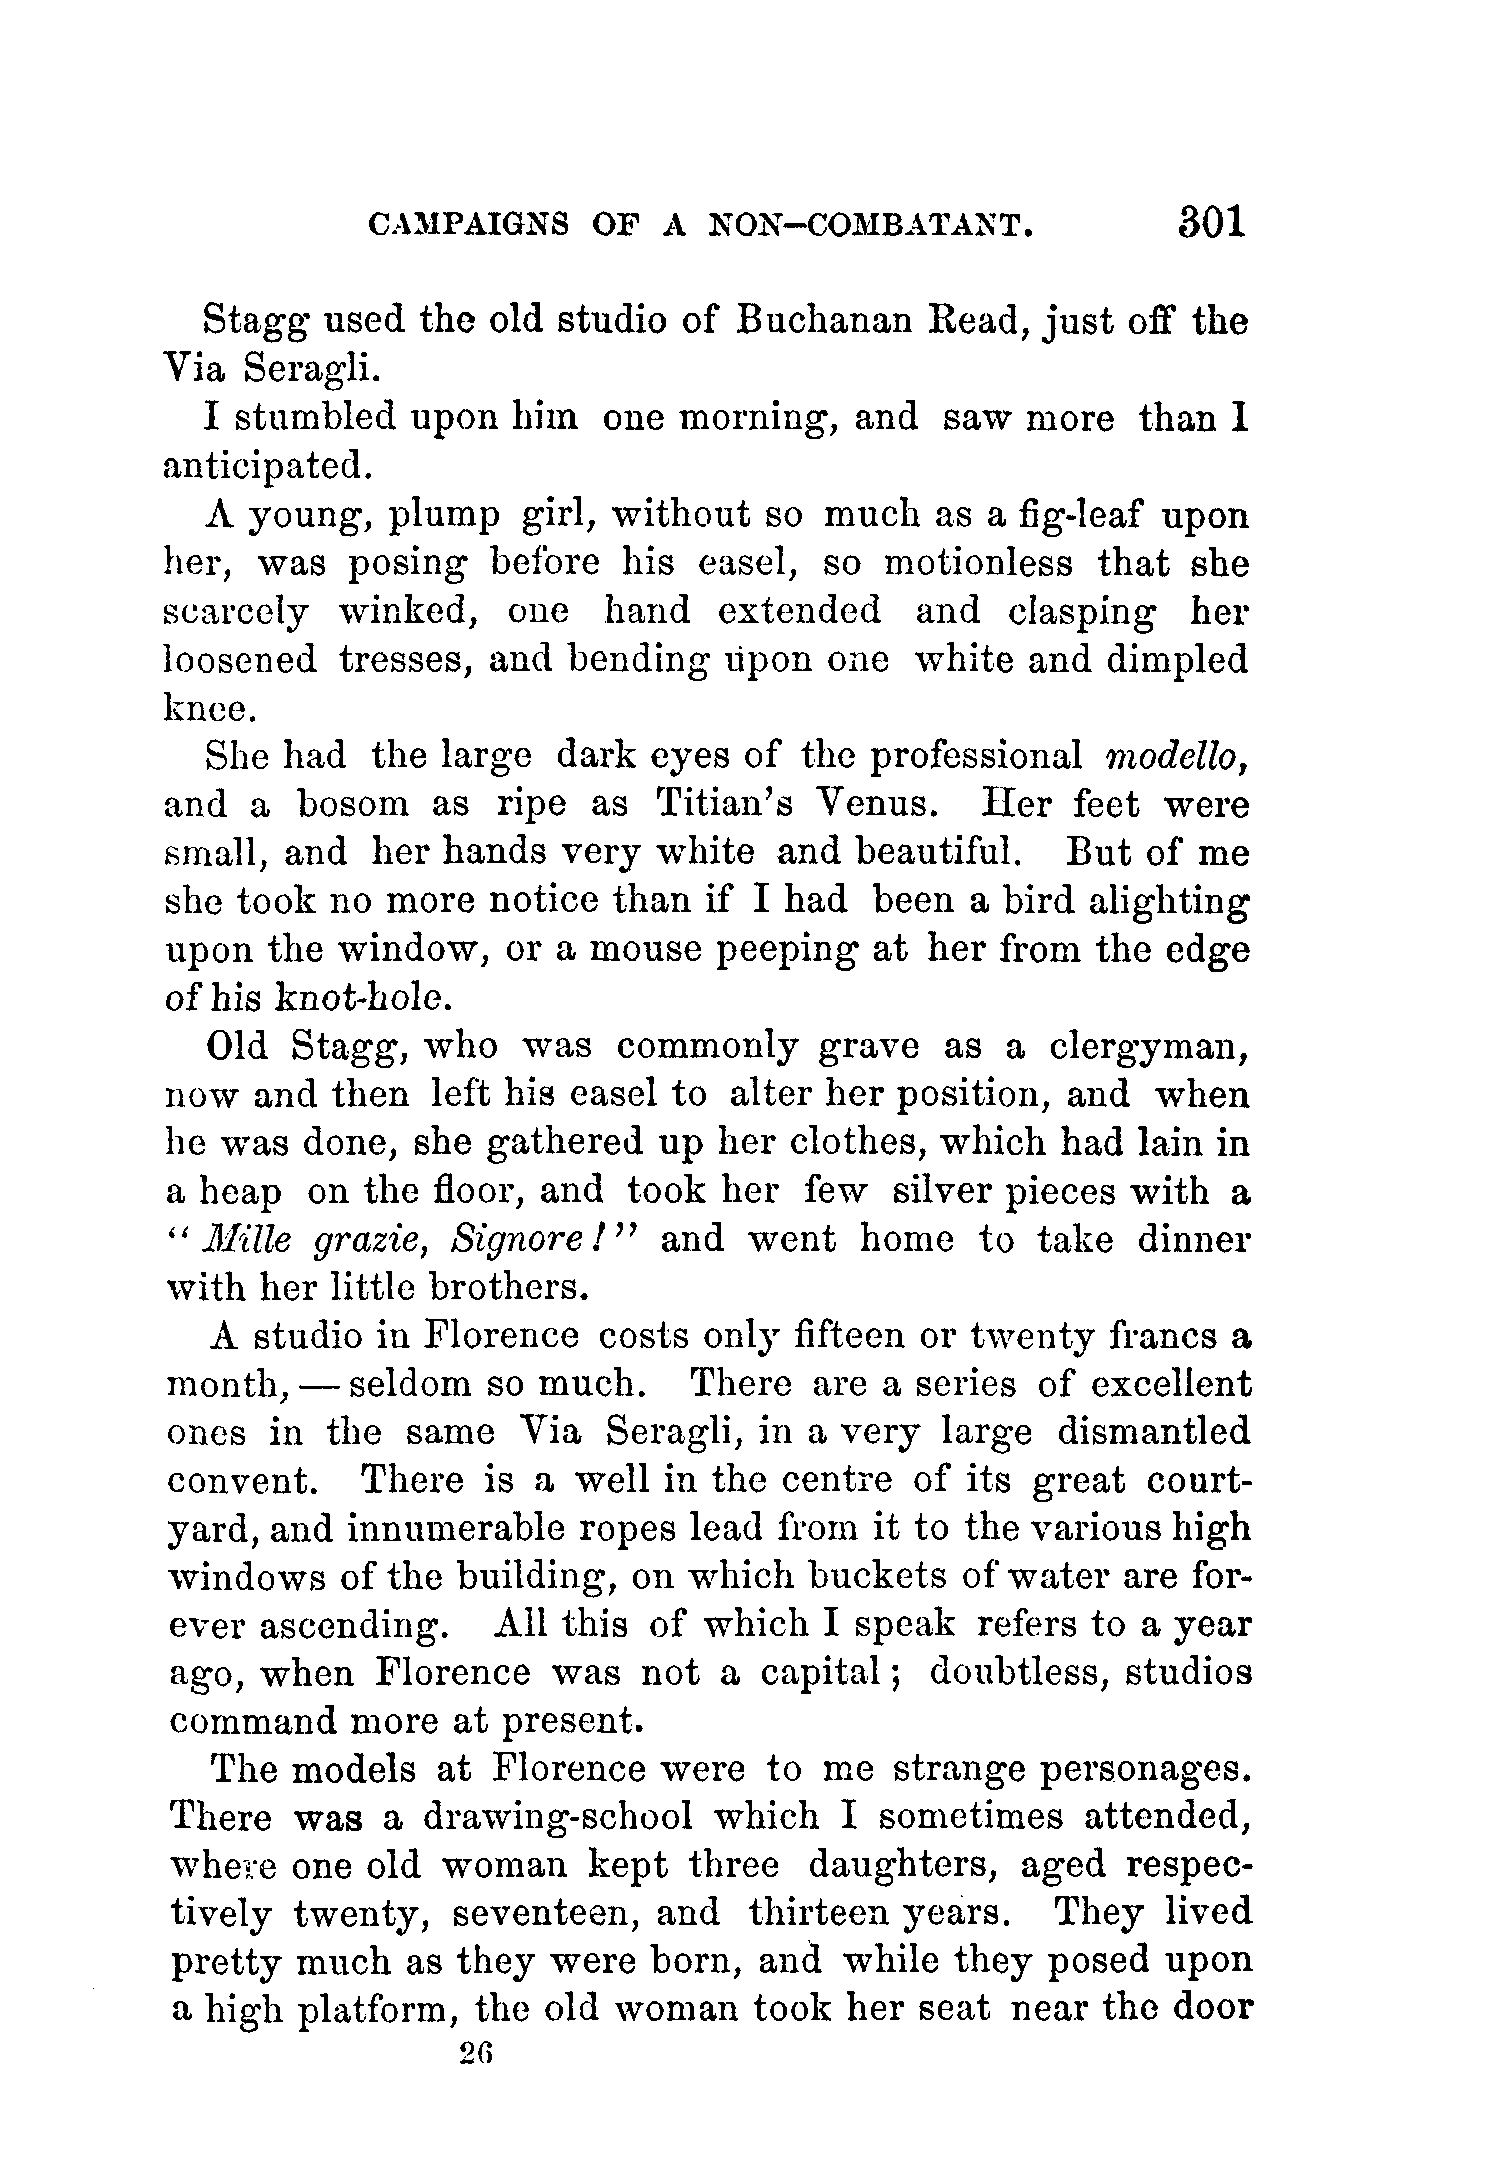 CAMPAIGNS OF A NON-COMBATANT. 301
Stagg used the old studio of Buchanan Read, just off the
Via Seragli.
I stumbled upon him one morning, and saw more than I
anticipated.
A young, plump girl, without so much as a fig-leaf upon
her, was posing before his easel, so motionless that she
scarcely winked, one hand extended and clasping her
loosened tresses, and bending upon one white and dimpled
knee.
She had the large dark eyes of the professional modello,
and a bosom as ripe as Titian's Venus. Her feet were
small, and her hands very white and beautiful. But of me
she took no more notice than if I had been a bird alighting
upon the window, or a mouse peeping at her from the edge
of his knot-hole.
Old Stagg, who was commonly grave as a clergyman,
now and then left his easel to alter her position, and when
he was done, she gathered up her clothes, which had lain in
a heap on the floor, and took her few silver pieces with a
“Mille grazie, Signore!” and went home to take dinner
with her little brothers.
A studio in Florence costs only fifteen or twenty francs a
month, — seldom so much. There are a series of excellent
ones in the same Via Seragli, in a very large dismantled
convent. There is a well in the centre of its great court-
yard, and innumerable ropes lead from it to the various high
windows of the building, on which buckets of water are for-
ever ascending. All this of which I speak refers to a year
ago, when Florence was not a capital; doubtless, studios
command more at present.
The models at Florence were to me strange personages.
There was a drawing-school which I sometimes attended,
where one old woman kept three daughters, aged respec-
tively twenty, seventeen, and thirteen years. They lived
pretty much as they were born, and while they posed upon
a high platform, the old woman took her seat near the door
26